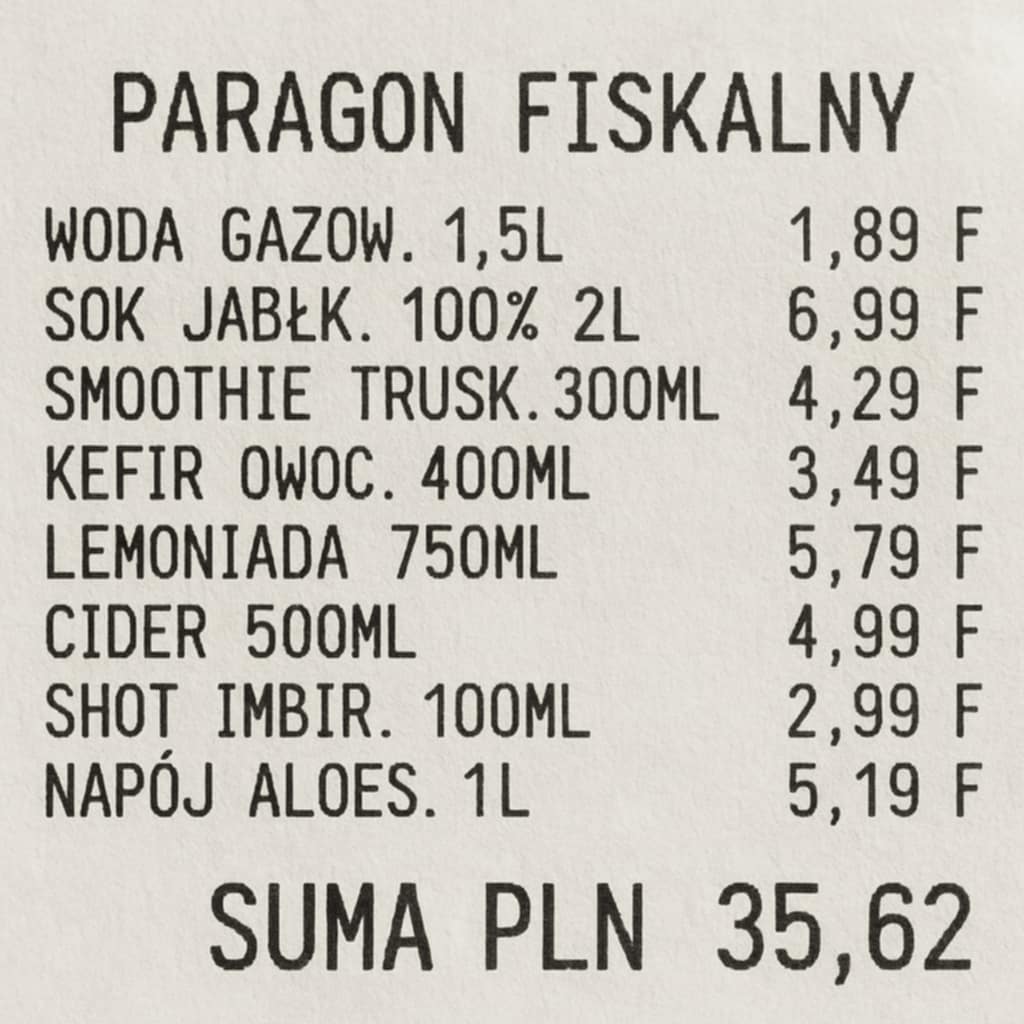 PARAGON FISKALNY
WODA GAZOW. 1,5L 1,89 F
SOK JABŁK. 100% 2L 6,99 F
SMOOTHIE TRUSK.300ML 4,29 F
KEFIR OWOC. 400ML 3,49 F
LEMONIADA 750ML 5,79 F
CIDER 500ML 4,99 F
SHOT IMBIR. 100ML 2,99 F
NAPÓJ ALOES. 1L 5,19 F
SUMA PLN 35,62